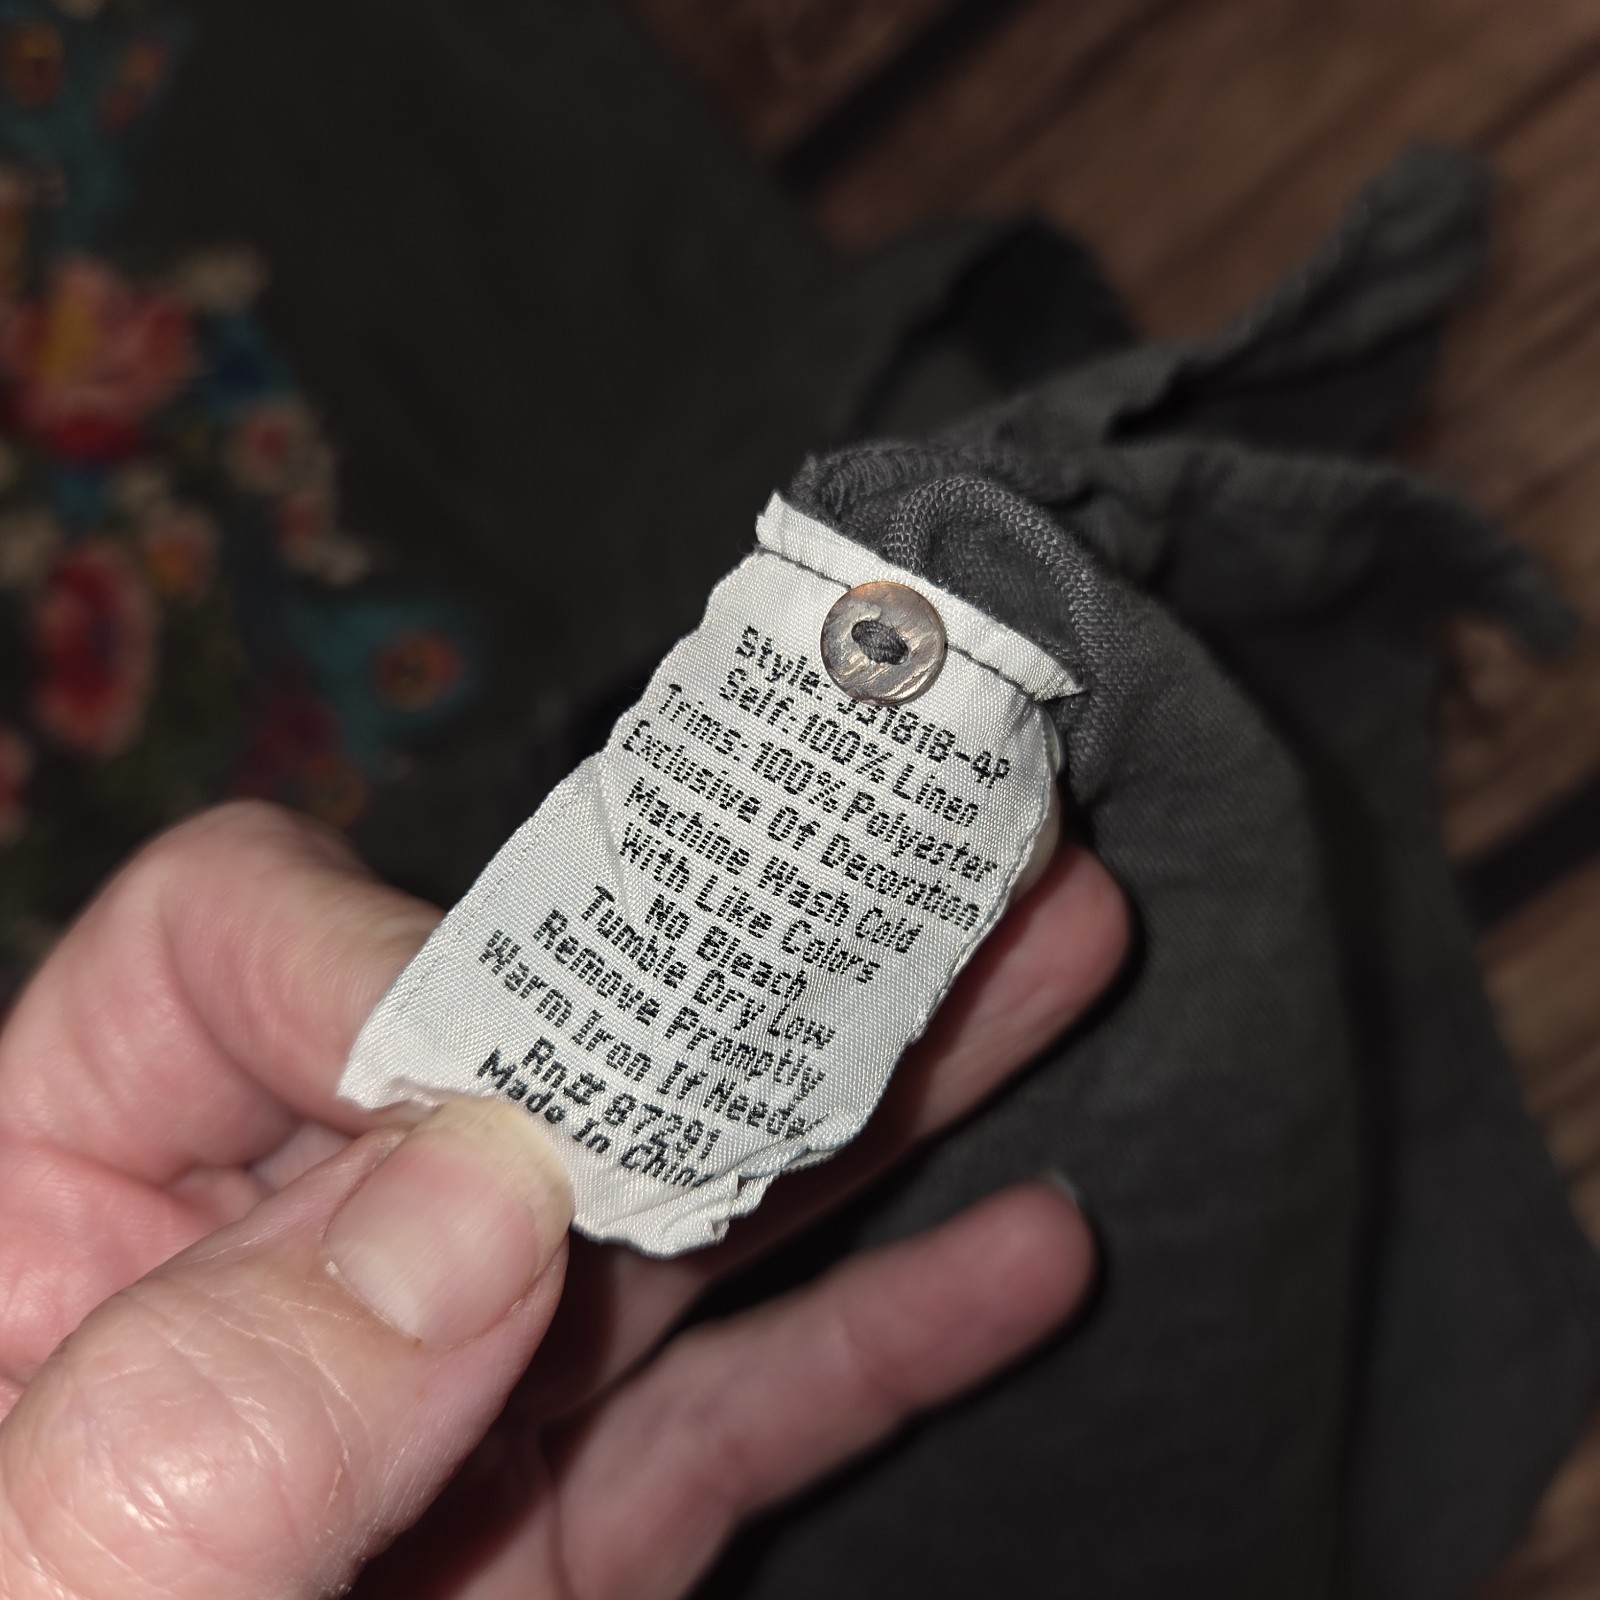 Style: J31818-4P
Self: 100% Linen
Trims: 100% Polyester
Exclusive Of Decoration
Machine Wash Cold
With Like Colors
No Bleach
Tumble Dry Low
Remove Promptly
Warm Iron If Needed
Rn# 87291
Made In China